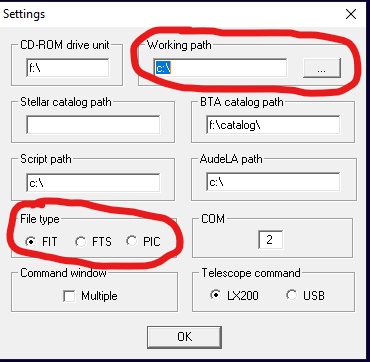 Settings
CD-ROM drive unit
f:\
Working path
c:\
...
Stellar catalog path
BTA catalog path
f:\catalog\
Script path
c:\
AudeLA path
c:\
File type
FIT FTS PIC
COM
2
Command window
Multiple
Telescope command
LX200 USB
OK